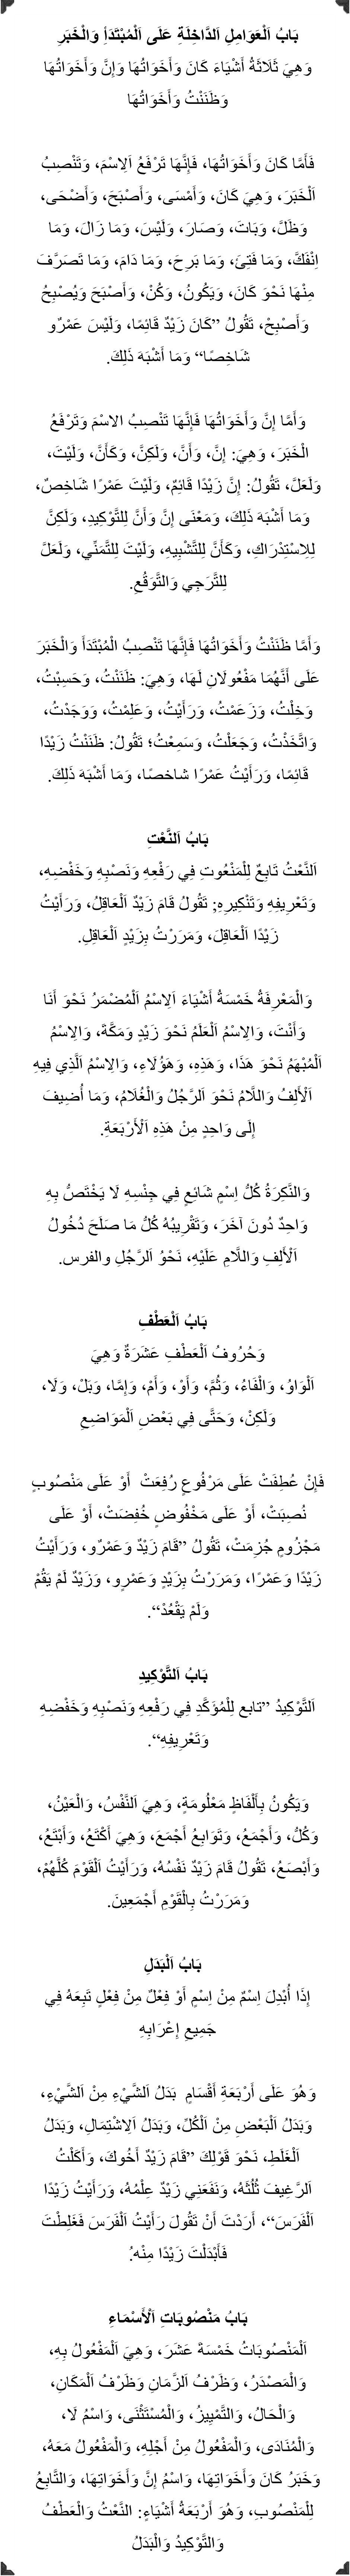 بَابُ اَلْعَوَامِلِ اَلدَّاخِلَةِ عَلَى اَلْمُبْتَدَأِ وَالْخَبَرِ
وَهِيَ ثَلَاثَةُ أَشْيَاءَ كَانَ وَأَخَوَاتُهَا وَإِنَّ وَأَخَوَاتُهَا
وَظَنَنْتُ وَأَخَوَاتُهَا
فَأَمَّا كَانَ وَأَخَوَاتُهَا، فَإِنَّهَا تَرْفَعُ اَلِاسْمَ، وَتَنْصِبُ
اَلْخَبَرَ، وَهِيَ كَانَ، وَأَمْسَى، وَأَصْبَحَ، وَأَضْحَى،
وَظَلَّ، وَبَاتَ، وَصَارَ، وَلَيْسَ، وَمَا زَالَ، وَمَا
اِنْفَكَّ، وَمَا فَتِئَ، وَمَا بَرِحَ، وَمَا دَامَ، وَمَا تَصَرَّفَ
مِنْهَا نَحْوَ كَانَ، وَيَكُونُ، وَكُنْ، وَأَصْبَحَ وَيُصْبِحُ
وَأَصْبِحْ، تَقُولُ ”كَانَ زَيْدٌ قَائِمًا، وَلَيْسَ عَمْرٌو
شَاخِصًا“ وَمَا أَشْبَهَ ذَلِكَ.
وَأَمَّا إِنَّ وَأَخَوَاتُهَا فَإِنَّهَا تَنْصِبُ الاسْمَ وَتَرْفَعُ
الْخَبَرَ، وَهِيَ: إِنَّ، وَأَنَّ، وَلَكِنَّ، وَكَأَنَّ، وَلَيْتَ،
وَلَعَلَّ، تَقُولُ: إِنَّ زَيْدًا قَائِمٌ، وَلَيْتَ عَمْرًا شَاخِصٌ،
وَمَا أَشْبَهَ ذَلِكَ، وَمَعْنَى إِنَّ وَأَنَّ لِلتَّوْكِيدِ، وَلَكِنَّ
لِلِاسْتِدْرَاكِ، وَكَأَنَّ لِلتَّشْبِيهِ، وَلَيْتَ لِلتَّمَنِّي، وَلَعَلَّ
لِلتَّرَجِي وَالتَّوَقُعِ.
وَأَمَّا ظَنَنْتُ وَأَخَوَاتُهَا فَإِنَّهَا تَنْصِبُ الْمُبْتَدَأَ وَالْخَبَرَ
عَلَى أَنَّهُمَا مَفْعُولَانِ لَهَا، وَهِيَ: ظَنَنْتُ، وَحَسِبْتُ،
وَخِلْتُ، وَزَعَمْتُ، وَرَأَيْتُ، وَعَلِمْتُ، وَوَجَدْتُ،
وَاتَّخَذْتُ، وَجَعَلْتُ، وَسَمِعْتُ؛ تَقُولُ: ظَنَنْتُ زَيْدًا
قَائِمًا، وَرَأَيْتُ عَمْرًا شاخصًا، وَمَا أَشْبَهَ ذَلِكَ.
بَابُ اَلنَّعْتِ
اَلنَّعْتُ تَابِعٌ لِلْمَنْعُوتِ فِي رَفْعِهِ وَنَصْبِهِ وَخَفْضِهِ،
وَتَعْرِيفِهِ وَتَنْكِيرِهِ; تَقُولُ قَامَ زَيْدٌ اَلْعَاقِلُ، وَرَأَيْتُ
زَيْدًا اَلْعَاقِلَ، وَمَرَرْتُ بِزَيْدٍ اَلْعَاقِلِ.
وَالْمَعْرِفَةُ خَمْسَةُ أَشْيَاءَ اَلِاسْمُ اَلْمُضْمَرُ نَحْوَ أَنَا
وَأَنْتَ، وَالِاسْمُ اَلْعَلَمُ نَحْوَ زَيْدٍ وَمَكَّةَ، وَالِاسْمُ
اَلْمُبْهَمُ نَحْوَ هَذَا، وَهَذِهِ، وَهَؤُلَاءِ، وَالِاسْمُ اَلَّذِي فِيهِ
اَلْأَلِفُ وَاللَّامُ نَحْوَ اَلرَّجُلُ وَالْغُلَامُ، وَمَا أُضِيفَ
إِلَى وَاحِدٍ مِنْ هَذِهِ اَلْأَرْبَعَةِ.
وَالنَّكِرَةُ كُلُّ اِسْمٍ شَائِعٍ فِي جِنْسِهِ لَا يَخْتَصُّ بِهِ
وَاحِدٌ دُونَ آخَرَ، وَتَقْرِيبُهُ كُلُّ مَا صَلَحَ دُخُولُ
اَلْأَلِفِ وَاللَّامِ عَلَيْهِ، نَحْوُ اَلرَّجُلِ والفرس.
بَابُ اَلْعَطْفِ
وَحُرُوفُ اَلْعَطْفِ عَشَرَةٌ وَهِيَ
اَلْوَاوُ، وَالْفَاءُ، وَثُمَّ، وَأَوْ، وَأَمْ، وَإِمَّا، وَبَلْ، وَلَا،
وَلَكِنْ، وَحَتَّى فِي بَعْضِ اَلْمَوَاضِعِ
فَإِنْ عُطِفَتْ عَلَى مَرْفُوعٍ رُفِعَتْ أَوْ عَلَى مَنْصُوبٍ
نُصِبَتْ، أَوْ عَلَى مَخْفُوضٍ خُفِضَتْ، أَوْ عَلَى
مَجْزُومٍ جُزِمَتْ، تَقُولُ ”قَامَ زَيْدٌ وَعَمْرٌو، وَرَأَيْتُ
زَيْدًا وَعَمْرًا، وَمَرَرْتُ بِزَيْدٍ وَعَمْرٍو، وَزَيْدٌ لَمْ يَقُمْ
وَلَمْ يَقْعُدْ“.
بَابُ اَلتَّوْكِيدِ
اَلتَّوْكِيدُ ”تابع لِلْمُؤَكَّدِ فِي رَفْعِهِ وَنَصْبِهِ وَخَفْضِهِ
وَتَعْرِيفِهِ“.
وَيَكُونُ بِأَلْفَاظٍ مَعْلُومَةٍ، وَهِيَ اَلنَّفْسُ، وَالْعَيْنُ،
وَكُلُّ، وَأَجْمَعُ، وَتَوَابِعُ أَجْمَعَ، وَهِيَ أَكْتَعُ، وَأَبْتَعُ،
وَأَبْصَعُ، تَقُولُ قَامَ زَيْدٌ نَفْسُهُ، وَرَأَيْتُ اَلْقَوْمَ كُلَّهُمْ،
وَمَرَرْتُ بِالْقَوْمِ أَجْمَعِينَ.
بَابُ اَلْبَدَلِ
إِذَا أُبْدِلَ اِسْمٌ مِنْ اِسْمٍ أَوْ فِعْلٌ مِنْ فِعْلٍ تَبِعَهُ فِي
جَمِيعِ إِعْرَابِهِ
وَهُوَ عَلَى أَرْبَعَةِ أَقْسَامٍ بَدَلُ اَلشَّيْءِ مِنْ اَلشَّيْءِ،
وَبَدَلُ اَلْبَعْضِ مِنْ اَلْكُلِّ، وَبَدَلُ اَلِاشْتِمَالِ، وَبَدَلُ
اَلْغَلَطِ، نَحْوَ قَوْلِكَ ”قَامَ زَيْدٌ أَخُوكَ، وَأَكَلْتُ
اَلرَّغِيفَ ثُلُثَهُ، وَنَفَعَنِي زَيْدٌ عِلْمُهُ، وَرَأَيْتُ زَيْدًا
اَلْفَرَسَ“، أَرَدْتَ أَنْ تَقُولَ رَأَيْتُ اَلْفَرَسَ فَغَلِطْتَ
فَأَبْدَلْتَ زَيْدًا مِنْهُ.
بَابُ مَنْصُوبَاتِ اَلْأَسْمَاءِ
اَلْمَنْصُوبَاتُ خَمْسَةَ عَشَرَ، وَهِيَ اَلْمَفْعُولُ بِهِ،
وَالْمَصْدَرُ، وَظَرْفُ اَلزَّمَانِ وَظَرْفُ اَلْمَكَانِ،
وَالْحَالُ، وَالتَّمْيِيزُ، وَالْمُسْتَثْنَى، وَاسْمُ لَا،
وَالْمُنَادَى، وَالْمَفْعُولُ مِنْ أَجْلِهِ، وَالْمَفْعُولُ مَعَهُ،
وَخَبَرُ كَانَ وَأَخَوَاتِهَا، وَاسْمُ إِنَّ وَأَخَوَاتِهَا، وَالتَّابِعُ
لِلْمَنْصُوبِ، وَهُوَ أَرْبَعَةُ أَشْيَاءٍ: النَّعْتُ وَالْعَطْفُ
وَالتَّوْكِيدُ وَالْبَدَلُ